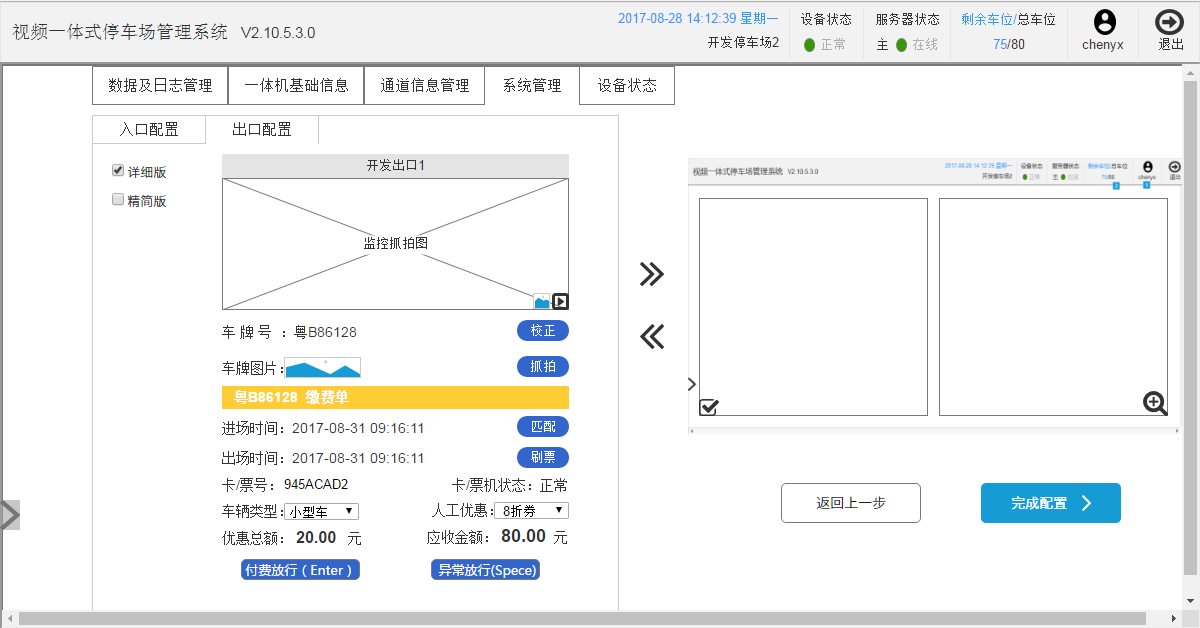 视频一体式停车场管理系统 V2.10.5.3.0
2017-08-28 14:12:39 星期一
开发停车场2
设备状态
正常
服务器状态
主 在线
剩余车位/总车位
75/80
chenyx
退出
数据及日志管理
一体机基础信息
通道信息管理
系统管理
设备状态
入口配置
出口配置
详细版
精简版
开发出口1
监控抓拍图
车 牌 号 ：粤B86128
校正
车牌图片：
抓拍
粤B86128 缴费单
进场时间：2017-08-31 09:16:11
匹配
出场时间：2017-08-31 09:16:11
刷票
卡/票号： 945ACAD2
卡/票机状态：正常
车辆类型：小型车
人工优惠：8折券
优惠总额： 20.00 元
应收金额： 80.00 元
付费放行（Enter）
异常放行(Spece)
视频一体式停车场管理系统 V2.10.5.3.0
2017-08-28 14:12:39 星期一
开发停车场2
设备状态
正常
服务器状态
主 在线
剩余车位/总车位
75/80
chenyx
退出
返回上一步
完成配置